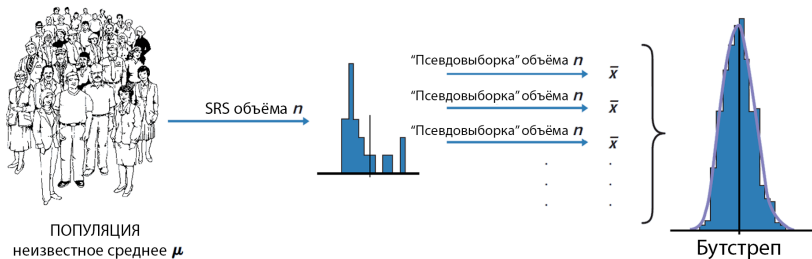 ПОПУЛЯЦИЯ
неизвестное среднее μ
SRS объёма n
“Псевдовыборка” объёма n
x̄
“Псевдовыборка” объёма n
x̄
“Псевдовыборка” объёма n
x̄
Бутстреп